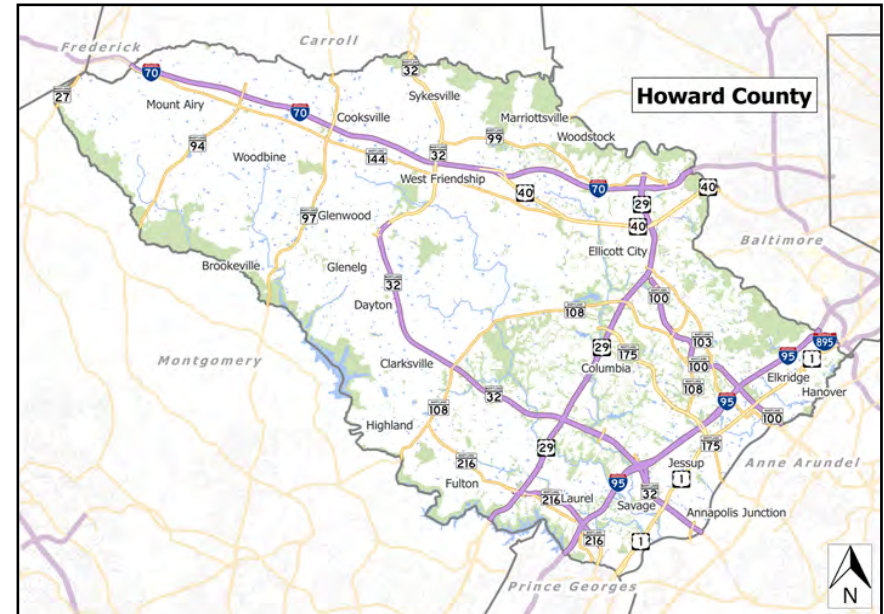 Carroll
Frederick
Howard County
70
32
27
Mount Airy
Sykesville
70
Cooksville
Marriottsville
Woodstock
94
99
Woodbine
144
32
West Friendship
70
40
40
29
97
Glenwood
40
Ellicott City
Baltimore
Brookeville
Glenelg
32
Dayton
100
108
103
895
95
1
29
175
Columbia
100
Elkridge
Montgomery
Clarksville
108
Hanover
32
95
108
100
Highland
29
175
216
Jessup
Anne Arundel
Fulton
95
1
216
Laurel
32
Savage
Annapolis Junction
216
1
Prince Georges
N